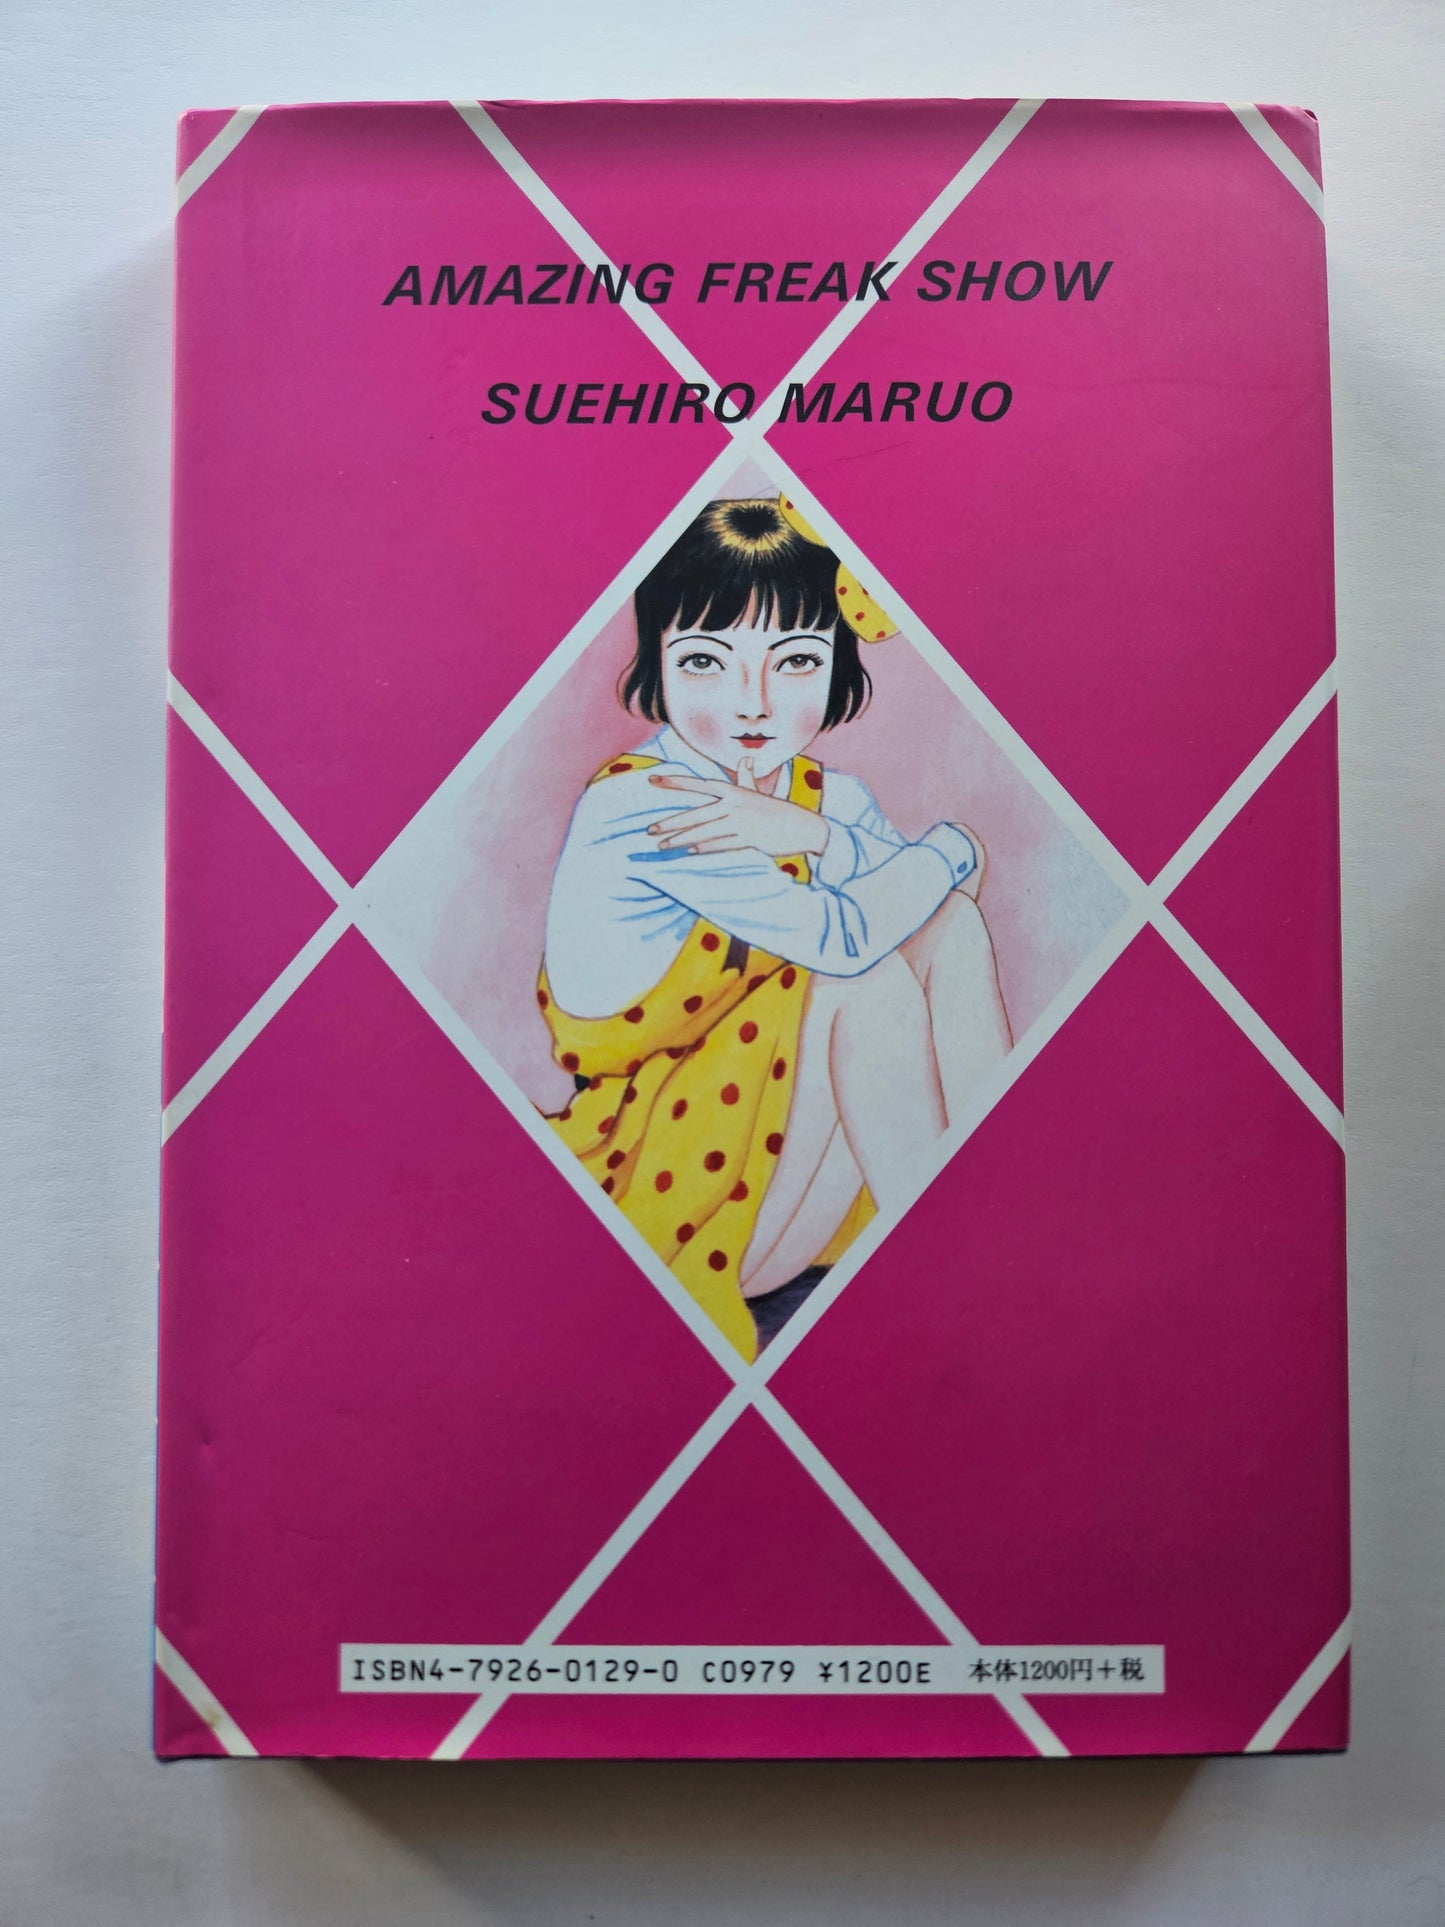 AMAZING FREAK SHOW
SUEHIRO MARUO
ISBN4-7926-0129-0 C0979 ¥1200E 本体1200円+税